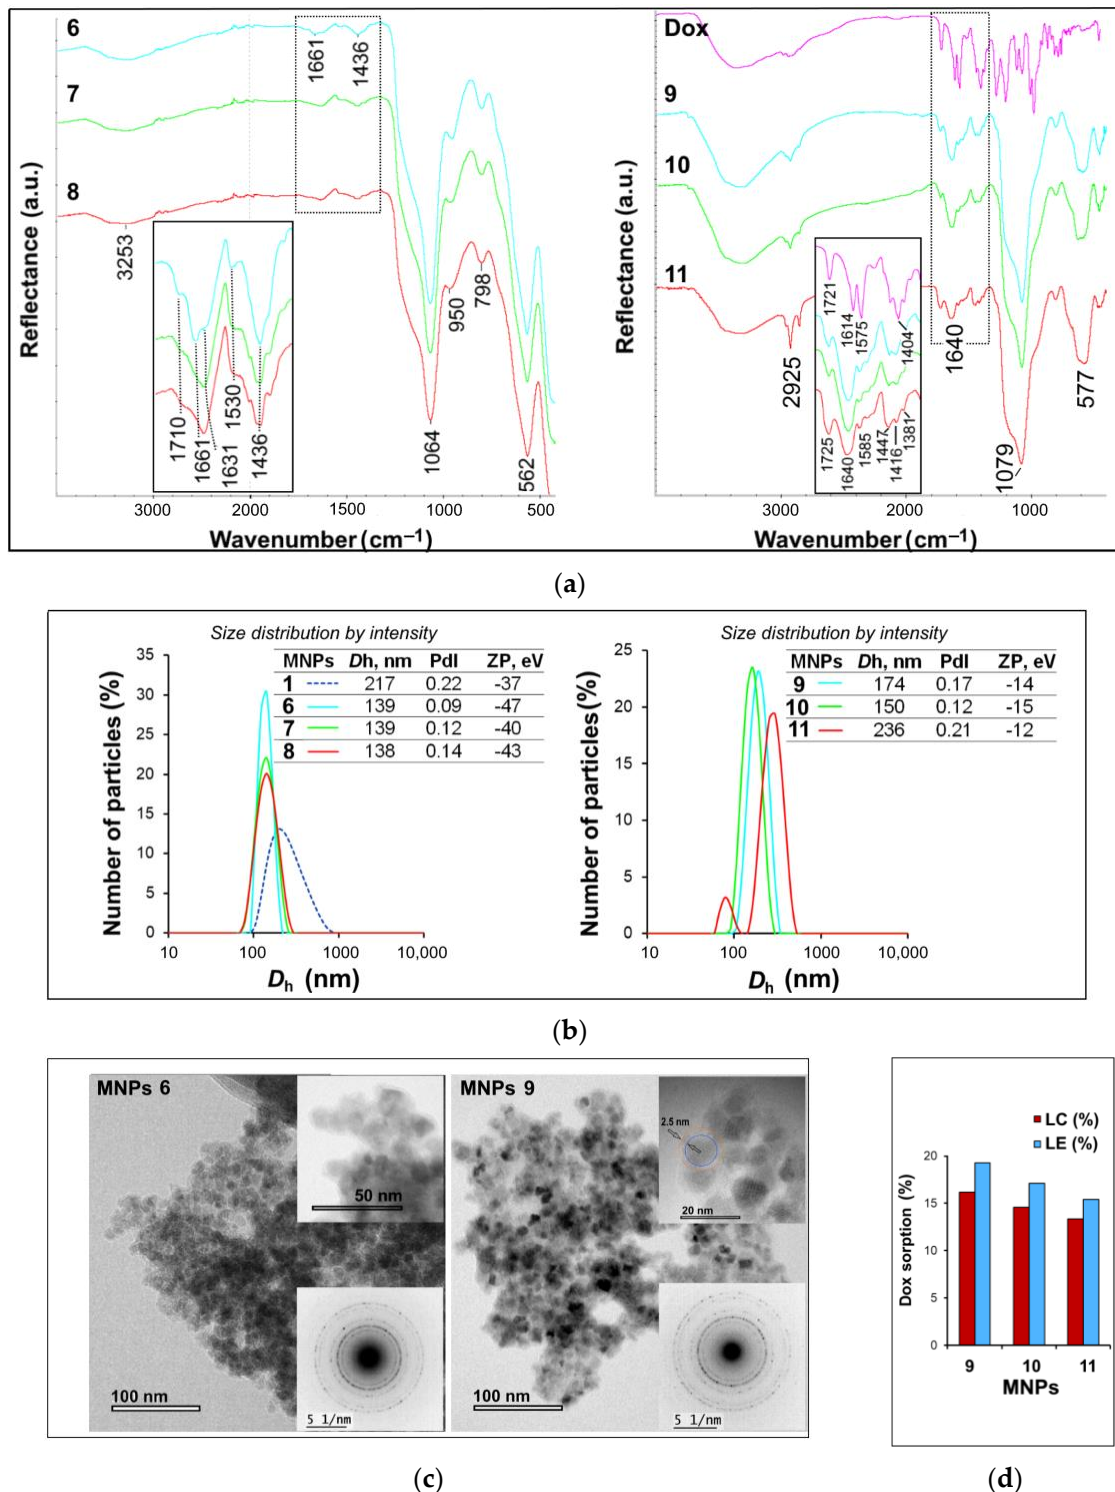 6
7
8
1661
1436
3253
950
798
1064
562
1710
1661
1631
1530
1436
Reflectance (a.u.)
3000 2000 1500 1000 500
Wavenumber (cm−1)
Dox
9
10
11
2925
1640
1079
577
1721
1614
1575
1404
1725
1640
1585
1447
1416
1381
Reflectance (a.u.)
3000 2000 1000
Wavenumber (cm−1)
(a)
Size distribution by intensity
MNPs Dh, nm PdI ZP, eV
1 217 0.22 -37
6 139 0.09 -47
7 139 0.12 -40
8 138 0.14 -43
Number of particles (%)
35
30
25
20
15
10
5
0
10 100 1000 10,000
Dh (nm)
Size distribution by intensity
MNPs Dh, nm PdI ZP, eV
9 174 0.17 -14
10 150 0.12 -15
11 236 0.21 -12
Number of particles (%)
25
20
15
10
5
0
10 100 1000 10,000
Dh (nm)
(b)
MNPs 6
50 nm
100 nm
5 1/nm
MNPs 9
2.5 nm
20 nm
100 nm
5 1/nm
(c)
LC (%)
LE (%)
Dox sorption (%)
20
15
10
5
0
9 10 11
MNPs
(d)